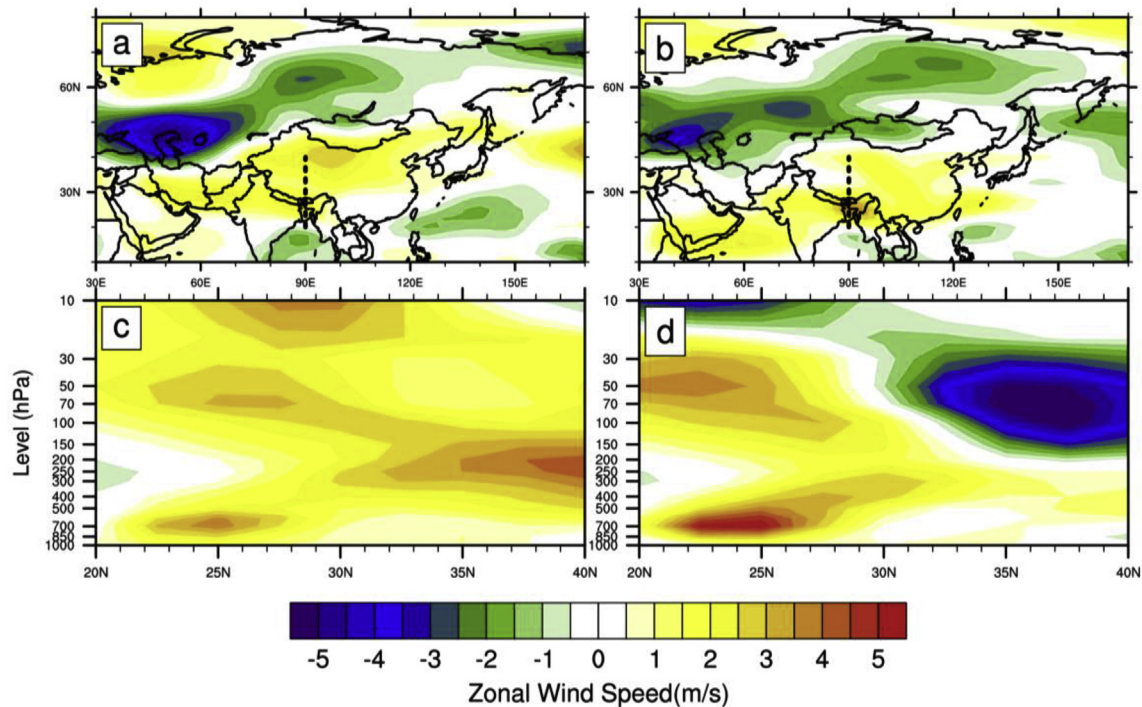 a
b
60N
30N
60N
30N
30E 60E 90E 120E 150E
30E 60E 90E 120E 150E
c
d
Level (hPa)
10
30
50
70
100
150
200
250
300
400
500
700
850
1000
10
30
50
70
100
150
200
250
300
400
500
700
850
1000
20N 25N 30N 35N 40N
20N 25N 30N 35N 40N
-5 -4 -3 -2 -1 0 1 2 3 4 5
Zonal Wind Speed(m/s)